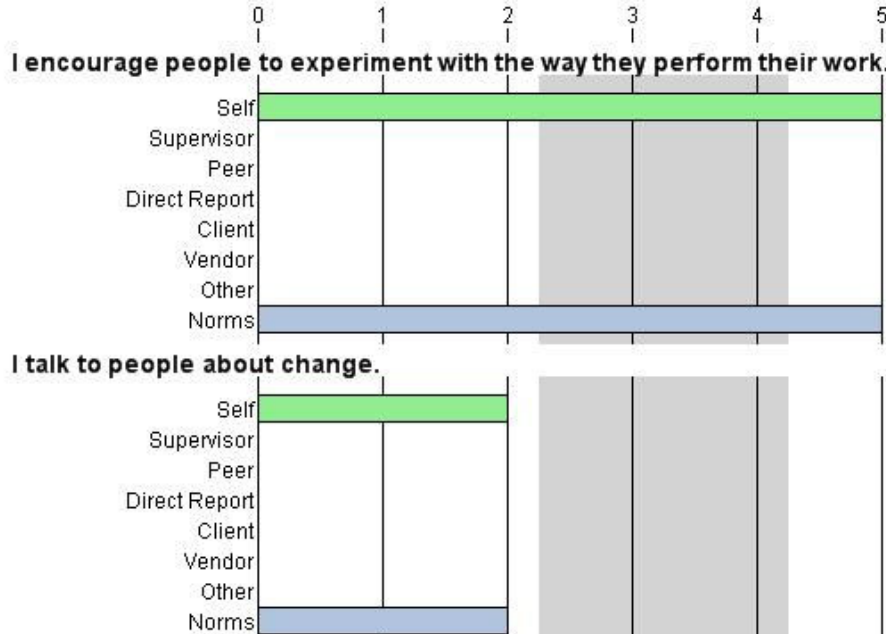 0 1 2 3 4 5
I encourage people to experiment with the way they perform their work.
Self
Supervisor
Peer
Direct Report
Client
Vendor
Other
Norms
I talk to people about change.
Self
Supervisor
Peer
Direct Report
Client
Vendor
Other
Norms